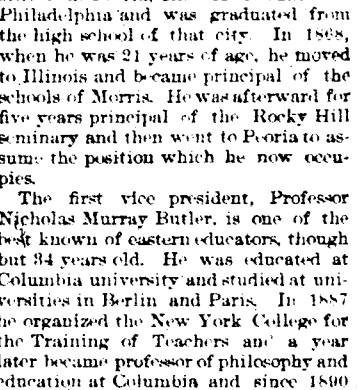 Philadelphia and was graduated from
the high school of that city. In 1868,
when he was 21 years of age, he moved
to Illinois and became principal of the
schools of Morris. He was afterward for
five years principal of the Rocky Hill
seminary and then went to Peoria to as-
sume the position which he now occu-
pies.
The first vice president, Professor
Nicholas Murray Butler, is one of the
best known of eastern educators, though
but 34 years old. He was educated at
Columbia university and studied at uni-
versities in Berlin and Paris. In 1887
he organized the New York College for
the Training of Teachers and a year
later became professor of philosophy and
education at Columbia and since 1890